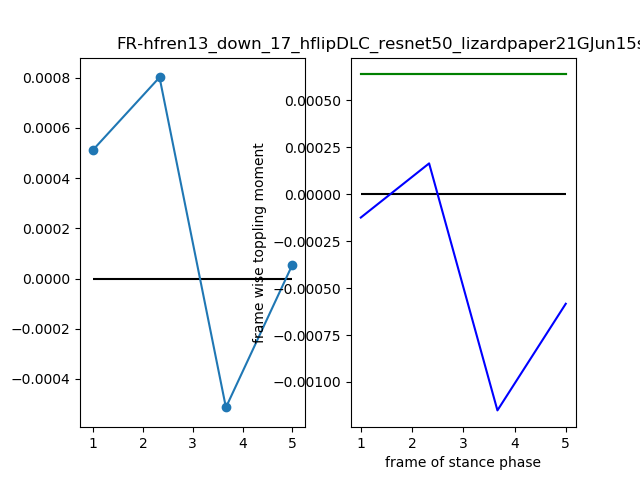 FR-hfren13_down_17_hflipDLC_resnet50_lizardpaper21GJun15s
0.0008
0.0006
0.0004
0.0002
0.0000
−0.0002
−0.0004
1 2 3 4 5
frame wise toppling moment
0.00050
0.00025
0.00000
−0.00025
−0.00050
−0.00075
−0.00100
1 2 3 4 5
frame of stance phase